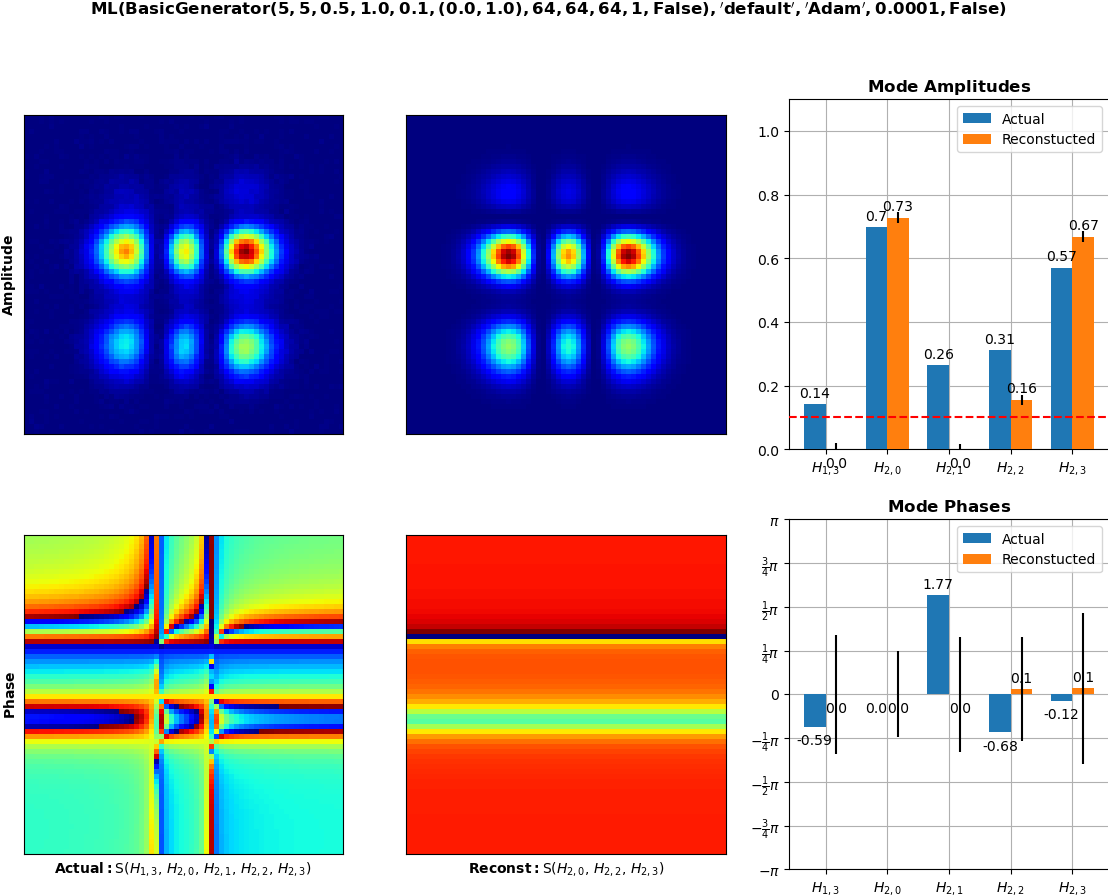 ML(BasicGenerator(5, 5, 0.5, 1.0, 0.1, (0.0, 1.0), 64, 64, 64, 1, False), 'default', 'Adam', 0.0001, False)
Amplitude
Mode Amplitudes
Actual
Reconstucted
1.0
0.8
0.6
0.4
0.2
0.0
0.14
0.0
0.7
0.73
0.26
0.0
0.31
0.16
0.57
0.67
H1,3
H2,0
H2,1
H2,2
H2,3
Phase
Actual: S(H1,3, H2,0, H2,1, H2,2, H2,3)
Reconst: S(H2,0, H2,2, H2,3)
Mode Phases
Actual
Reconstucted
π
3/4π
1/2π
1/4π
0
−1/4π
−1/2π
−3/4π
−π
-0.59
0.0
0.0
0.0
1.77
0.0
-0.68
0.1
-0.12
0.1
H1,3
H2,0
H2,1
H2,2
H2,3